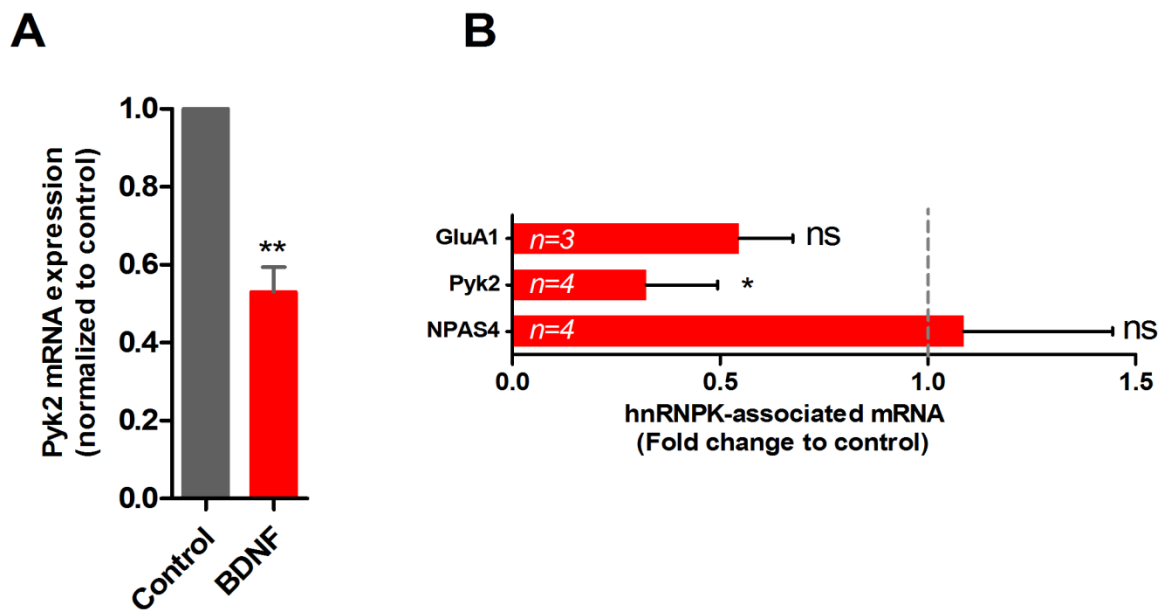 A
Pyk2 mRNA expression
(normalized to control)
1.0
0.8
0.6
0.4
0.2
0.0
**
Control
BDNF
B
GluA1
n=3
ns
Pyk2
n=4
*
NPAS4
n=4
ns
0.0
0.5
1.0
1.5
hnRNPK-associated mRNA
(Fold change to control)